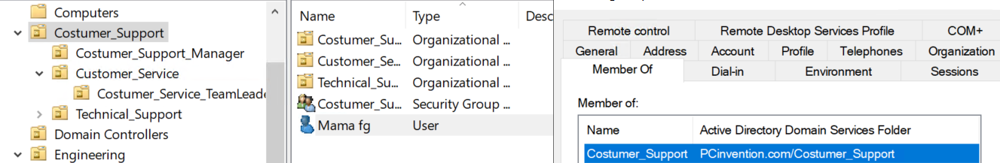 Computers
Costumer_Support
Costumer_Support_Manager
Customer_Service
Costumer_Service_TeamLeade
Technical_Support
Domain Controllers
Engineering
Name Type Desc
Costumer_Su... Organizational ...
Customer_Se... Organizational ...
Technical_Su... Organizational ...
Costumer_Su... Security Group ...
Mama fg User
Remote control Remote Desktop Services Profile COM+
General Address Account Profile Telephones Organization
Member Of Dial-in Environment Sessions
Member of:
Name Active Directory Domain Services Folder
Costumer_Support PCinvention.com/Costumer_Support